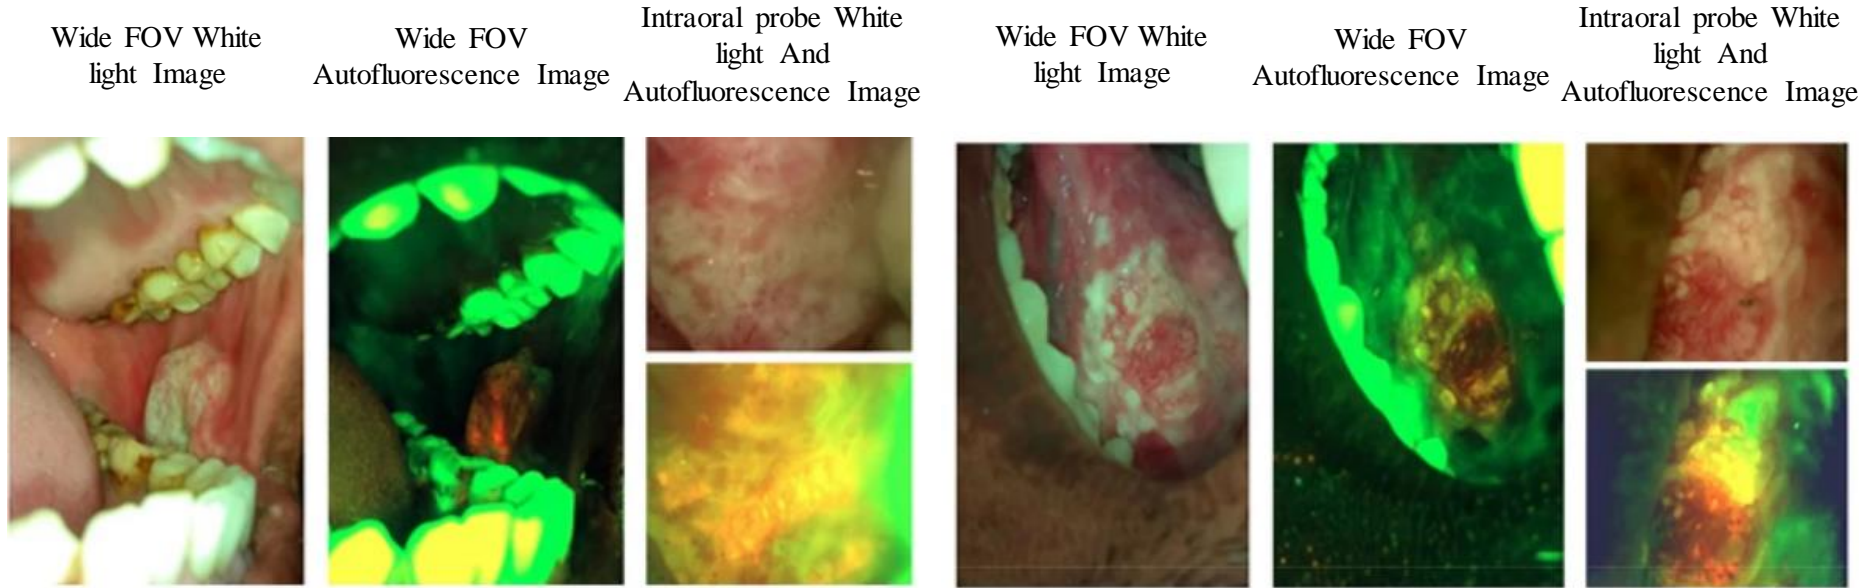 Wide FOV White
light Image
Wide FOV
Autofluorescence Image
Intraoral probe White
light And
Autofluorescence Image
Wide FOV White
light Image
Wide FOV
Autofluorescence Image
Intraoral probe White
light And
Autofluorescence Image